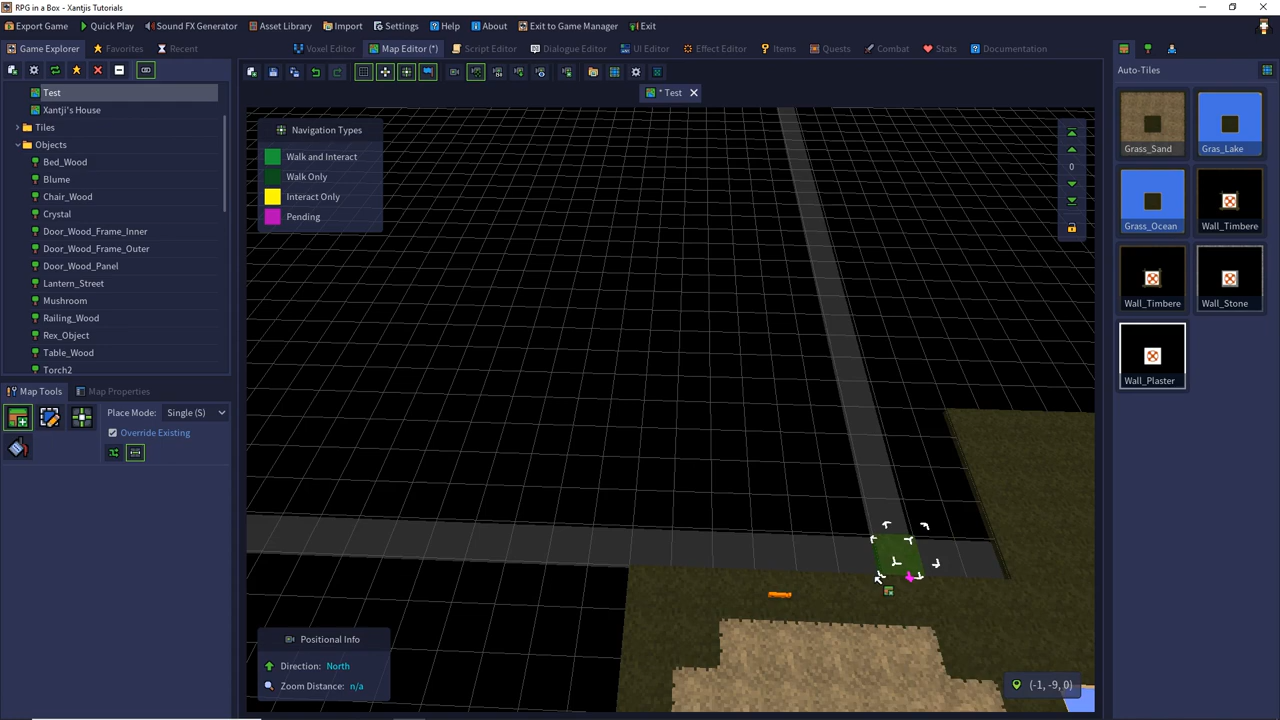 RPG in a Box - Xantjis Tutorials
Export Game Quick Play Sound FX Generator Asset Library Import Settings Help About Exit to Game Manager Exit
Game Explorer Favorites Recent Voxel Editor Map Editor (*) Script Editor Dialogue Editor UI Editor Effect Editor Items Quests Combat Stats Documentation
Auto-Tiles
* Test
Test
Xantji's House
Tiles
Objects
Bed_Wood
Blume
Chair_Wood
Crystal
Door_Wood_Frame_Inner
Door_Wood_Frame_Outer
Door_Wood_Panel
Lantern_Street
Mushroom
Railing_Wood
Rex_Object
Table_Wood
Torch2
Map Tools Map Properties
Place Mode: Single (S)
Override Existing
Navigation Types
Walk and Interact
Walk Only
Interact Only
Pending
0
Positional Info
Direction: North
Zoom Distance: n/a
(-1, -9, 0)
Grass_Sand Gras_Lake
Grass_Ocean Wall_Timbere
Wall_Timbere Wall_Stone
Wall_Plaster